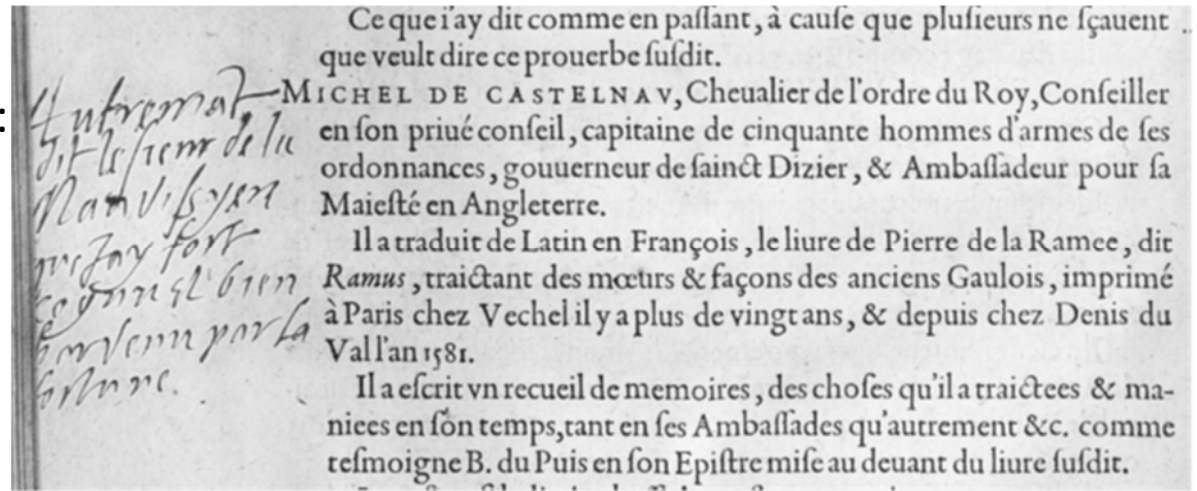 Ce que i'ay dit comme en passant, à cause que plusieurs ne sçauent
que veult dire ce prouerbe susdit.
MICHEL DE CASTELNAV, Cheualier de l'ordre du Roy, Conseiller
en son priué conseil, capitaine de cinquante hommes d'armes de ses
ordonnances, gouuerneur de sainct Dizier, & Ambassadeur pour sa
Maiesté en Angleterre.
Il a traduit de Latin en François, le liure de Pierre de la Ramee, dit
Ramus, traictant des mœurs & façons des anciens Gaulois, imprimé
à Paris chez Vechel il y a plus de vingt ans, & depuis chez Denis du
Val l'an 1581.
Il a escrit vn recueil de memoires, des choses qu'il a traictees & ma-
niees en son temps, tant en ses Ambassades qu'autrement &c. comme
tesmoigne B. du Puis en son Epistre mise au deuant du liure susdit.
Autremat
dit le sieur de la
que jay fort
bien
par la
fortune.